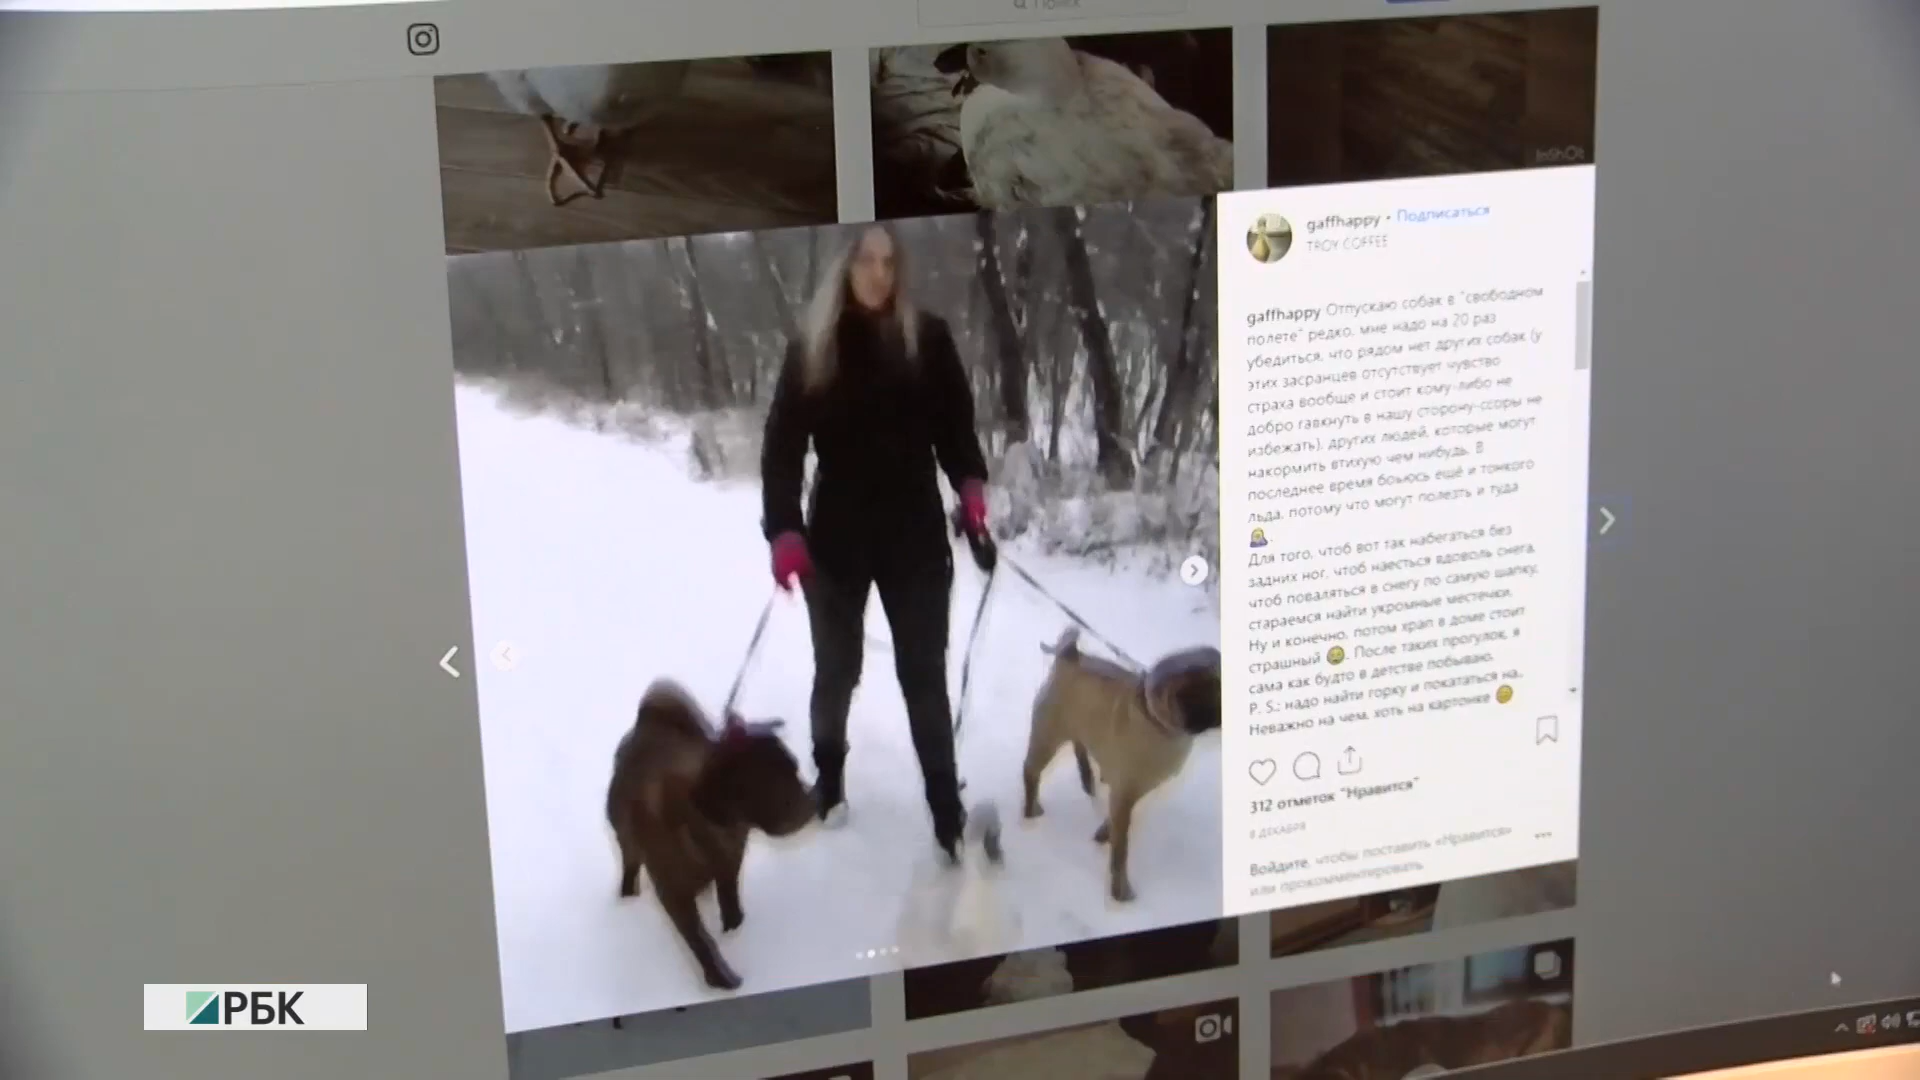 Поиск
InShOt
gaffhappy • Подписаться
TROY COFFEE
gaffhappy Отпускаю собак в "свободном
полете" редко, мне надо на 20 раз
убедиться, что рядом нет других собак (у
этих засранцев отсутствует чувство
страха вообще и стоит кому-либо не
добро гавкнуть в нашу сторону-ссоры не
избежать), других людей, которые могут
накормить втихую чем нибудь. В
последнее время боюсь ещё и тонкого
льда, потому что могут полезть и туда
Для того, чтоб вот так набегаться без
задних ног, чтоб наесться вдоволь снега,
чтоб поваляться в снегу по самую шапку,
стараемся найти укромные местечки.
Ну и конечно, потом храп в доме стоит
страшный 😂. После таких прогулок, я
сама как будто в детстве побываю.
P. S.: надо найти горку и покататься на..
Неважно на чем, хоть на картонке
312 отметок "Нравится"
8 ДЕКАБРЯ
Войдите, чтобы поставить «Нравится»
или прокомментировать.
РБК